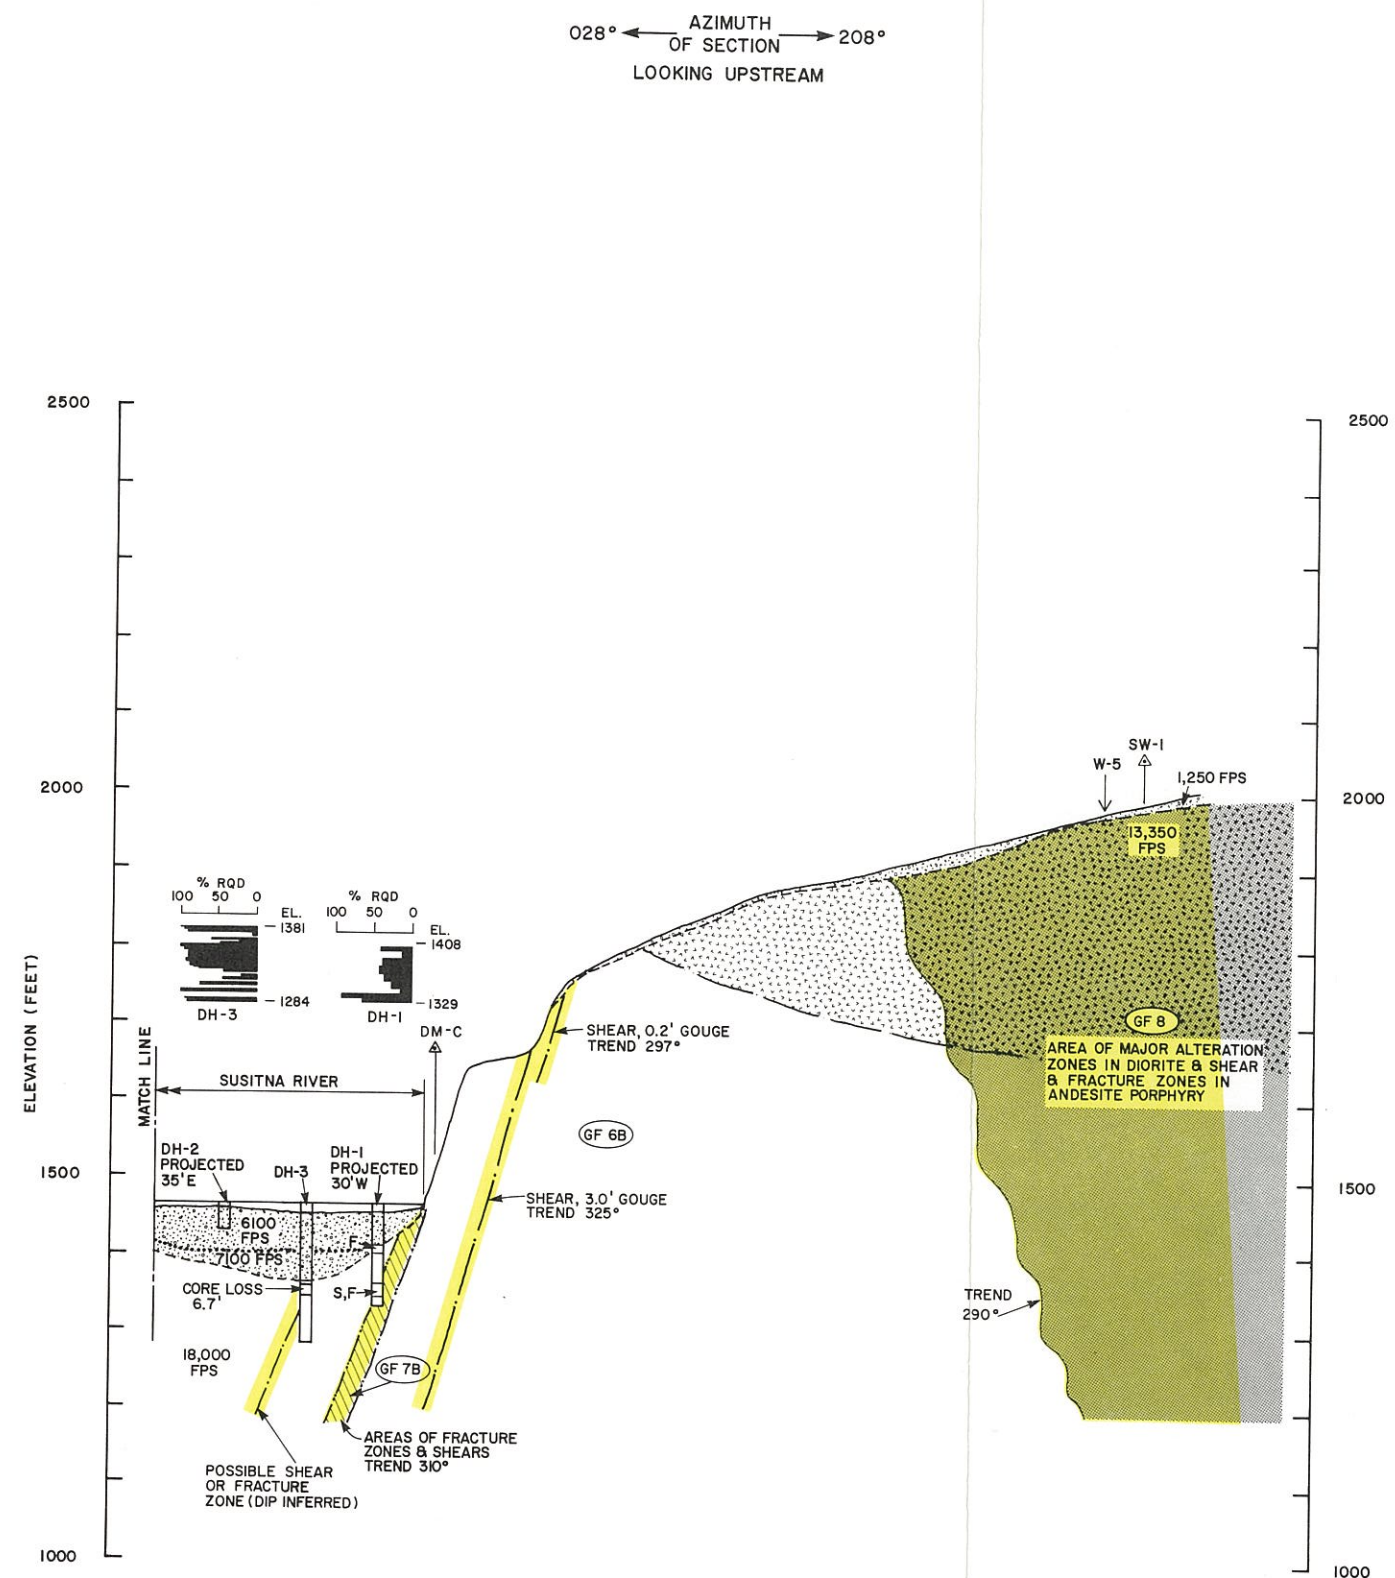 AZIMUTH
028° OF SECTION 208°
LOOKING UPSTREAM
2500
2500
SW-1
W-5
1,250 FPS
2000
2000
13,350
FPS
% RQD
100 50 0
EL.
1381
1284
DH-3
% RQD
100 50 0
EL.
1408
1329
DH-1
DM-C
ELEVATION (FEET)
MATCH LINE
SUSITNA RIVER
SHEAR, 0.2' GOUGE
TREND 297°
GF 8
AREA OF MAJOR ALTERATION
ZONES IN DIORITE & SHEAR
& FRACTURE ZONES IN
ANDESITE PORPHYRY
GF 6B
DH-2
PROJECTED
35'E
DH-3
DH-1
PROJECTED
30'W
1500
1500
SHEAR, 3.0' GOUGE
TREND 325°
6100
FPS
7100 FPS
F
CORE LOSS
6.7'
S,F
TREND
290°
18,000
FPS
GF 7B
AREAS OF FRACTURE
ZONES & SHEARS
TREND 310°
POSSIBLE SHEAR
OR FRACTURE
ZONE (DIP INFERRED)
1000
1000